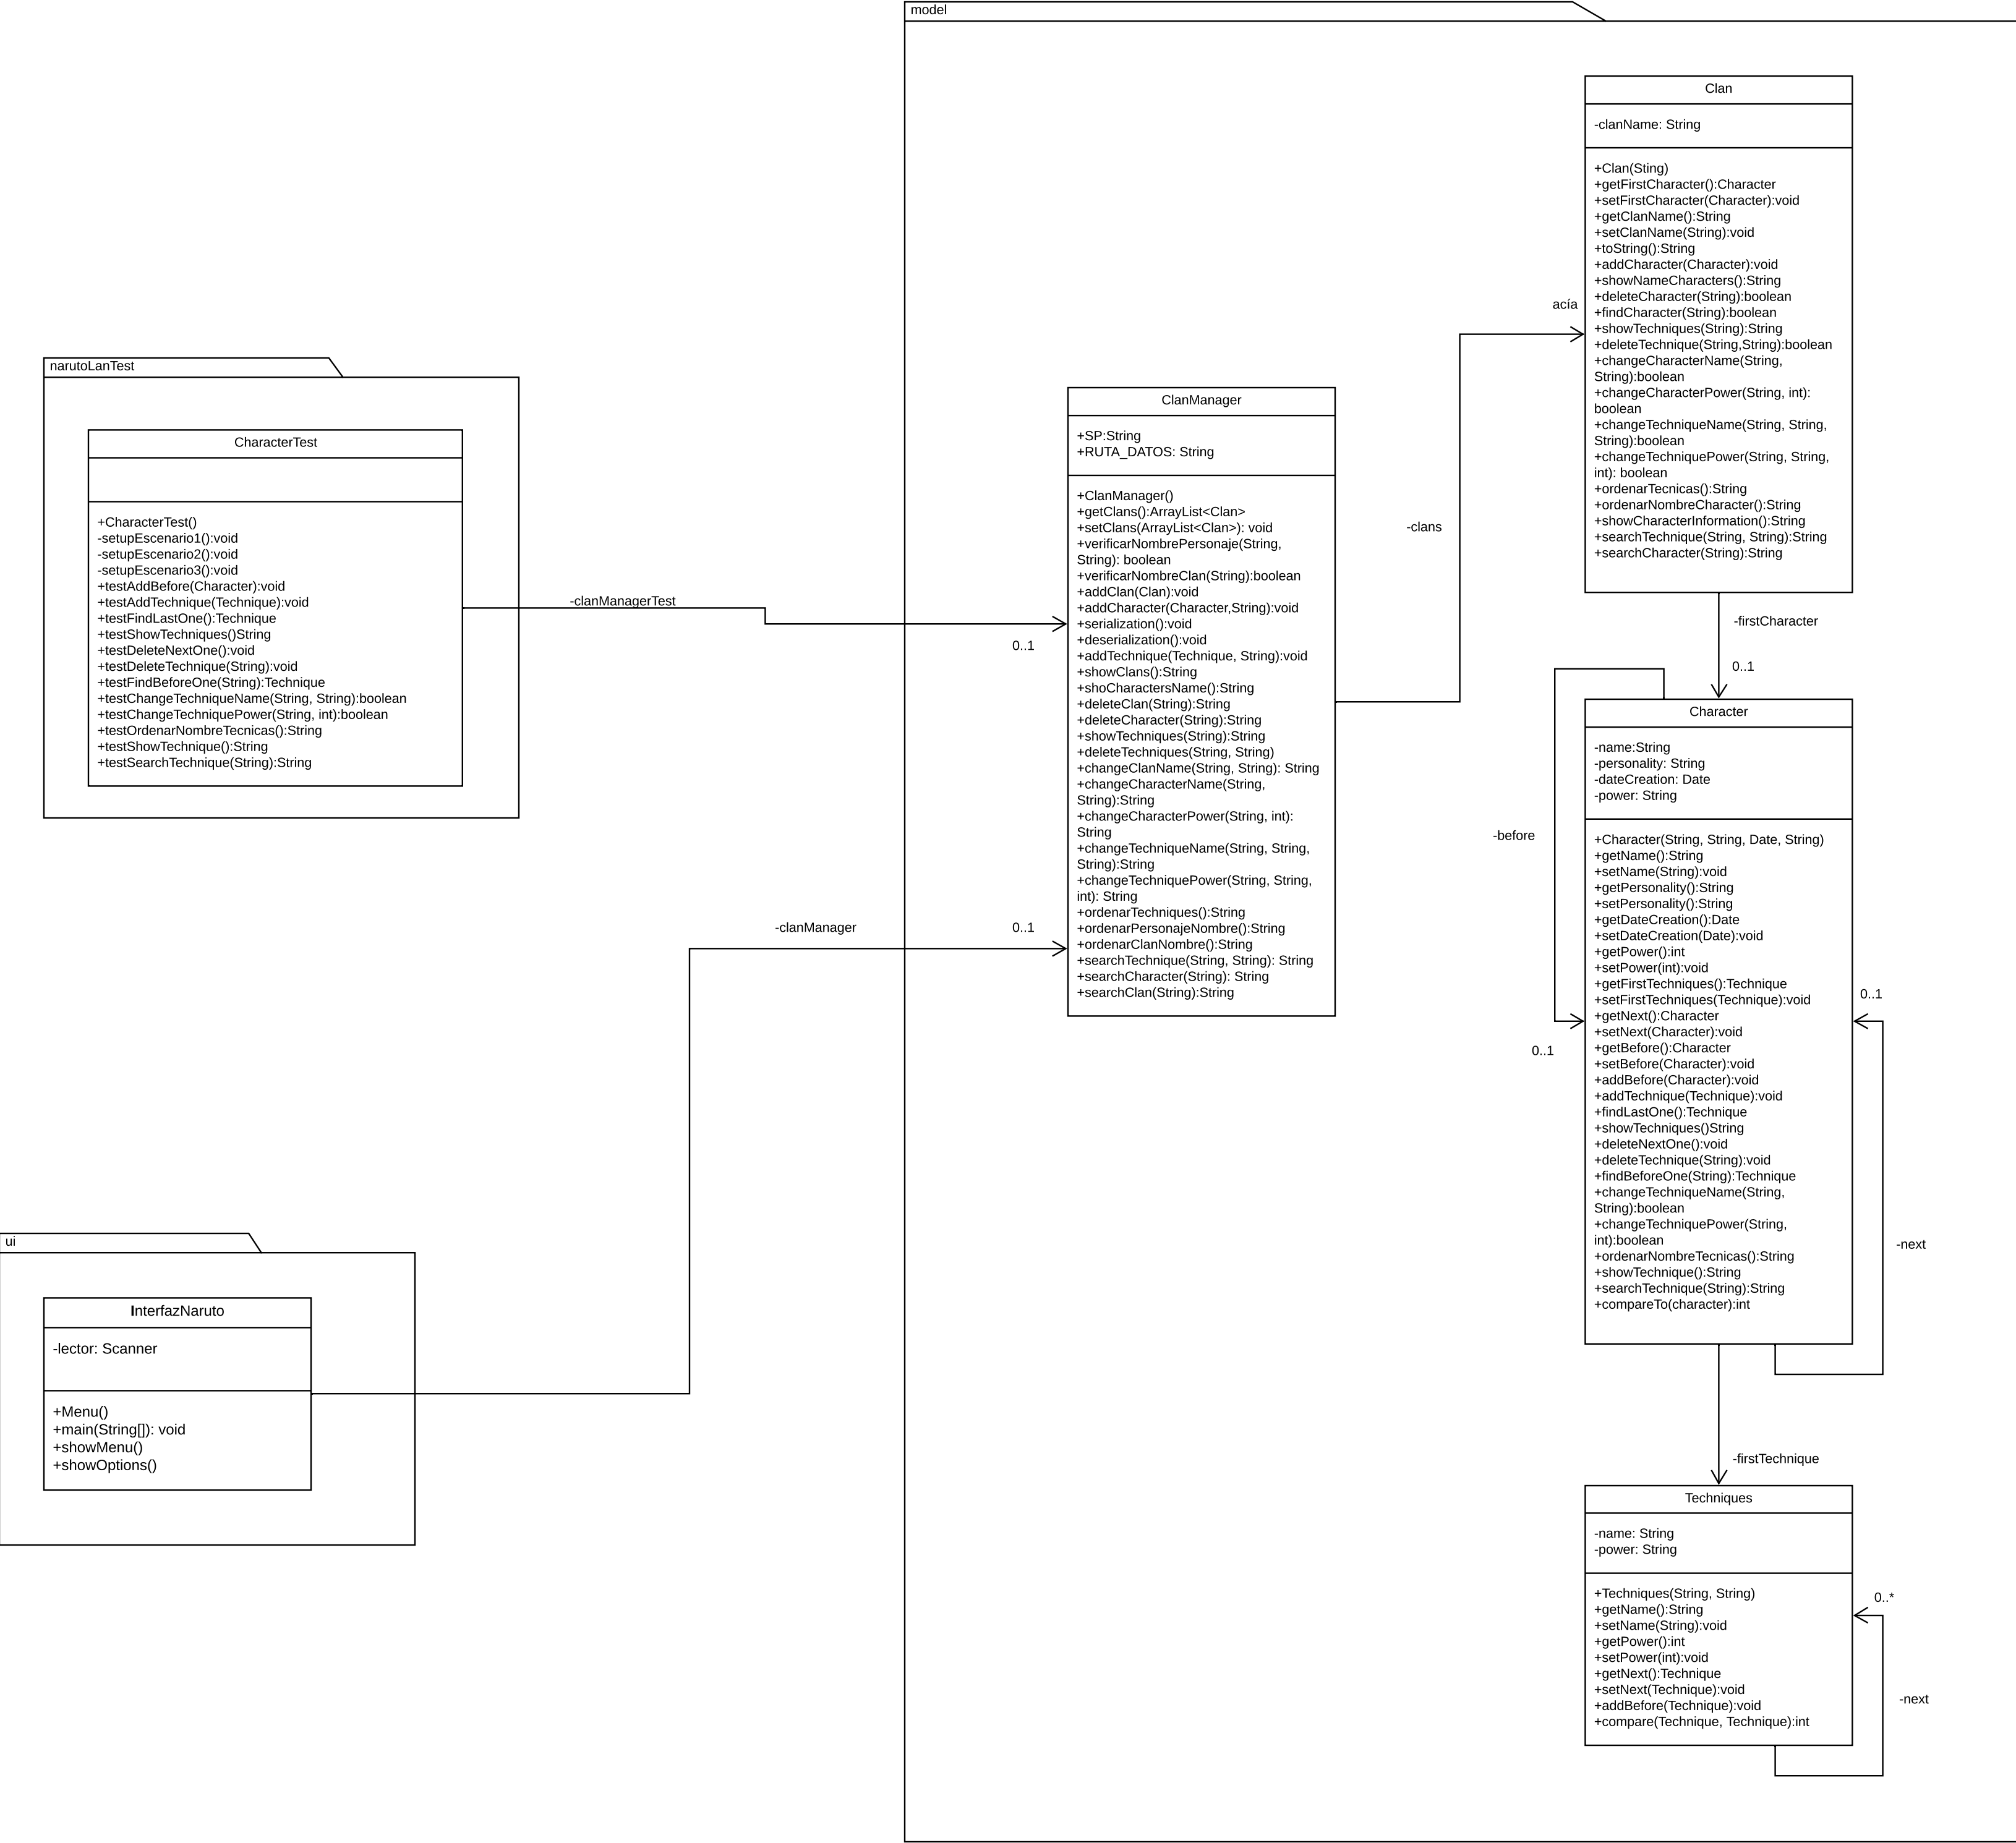 model
Clan
-clanName: String
+Clan(Sting)
+getFirstCharacter():Character
+setFirstCharacter(Character):void
+getClanName():String
+setClanName(String):void
+toString():String
+addCharacter(Character):void
+showNameCharacters():String
+deleteCharacter(String):boolean
+findCharacter(String):boolean
+showTechniques(String):String
+deleteTechnique(String,String):boolean
+changeCharacterName(String,
String):boolean
+changeCharacterPower(String, int):
boolean
+changeTechniqueName(String, String,
String):boolean
+changeTechniquePower(String, String,
int): boolean
+ordenarTecnicas():String
+ordenarNombreCharacter():String
+showCharacterInformation():String
+searchTechnique(String, String):String
+searchCharacter(String):String
acía
-clans
narutoLanTest
CharacterTest
+CharacterTest()
-setupEscenario1():void
-setupEscenario2():void
-setupEscenario3():void
+testAddBefore(Character):void
+testAddTechnique(Technique):void
+testFindLastOne():Technique
+testShowTechniques()String
+testDeleteNextOne():void
+testDeleteTechnique(String):void
+testFindBeforeOne(String):Technique
+testChangeTechniqueName(String, String):boolean
+testChangeTechniquePower(String, int):boolean
+testOrdenarNombreTecnicas():String
+testShowTechnique():String
+testSearchTechnique(String):String
-clanManagerTest
0..1
ClanManager
+SP:String
+RUTA_DATOS: String
+ClanManager()
+getClans():ArrayList<Clan>
+setClans(ArrayList<Clan>): void
+verificarNombrePersonaje(String,
String): boolean
+verificarNombreClan(String):boolean
+addClan(Clan):void
+addCharacter(Character,String):void
+serialization():void
+deserialization():void
+addTechnique(Technique, String):void
+showClans():String
+shoCharactersName():String
+deleteClan(String):String
+deleteCharacter(String):String
+showTechniques(String):String
+deleteTechniques(String, String)
+changeClanName(String, String): String
+changeCharacterName(String,
String):String
+changeCharacterPower(String, int):
String
+changeTechniqueName(String, String,
String):String
+changeTechniquePower(String, String,
int): String
+ordenarTechniques():String
+ordenarPersonajeNombre():String
+ordenarClanNombre():String
+searchTechnique(String, String): String
+searchCharacter(String): String
+searchClan(String):String
-clanManager
0..1
-firstCharacter
0..1
Character
-name:String
-personality: String
-dateCreation: Date
-power: String
+Character(String, String, Date, String)
+getName():String
+setName(String):void
+getPersonality():String
+setPersonality():String
+getDateCreation():Date
+setDateCreation(Date):void
+getPower():int
+setPower(int):void
+getFirstTechniques():Technique
+setFirstTechniques(Technique):void
+getNext():Character
+setNext(Character):void
+getBefore():Character
+setBefore(Character):void
+addBefore(Character):void
+addTechnique(Technique):void
+findLastOne():Technique
+showTechniques()String
+deleteNextOne():void
+deleteTechnique(String):void
+findBeforeOne(String):Technique
+changeTechniqueName(String,
String):boolean
+changeTechniquePower(String,
int):boolean
+ordenarNombreTecnicas():String
+showTechnique():String
+searchTechnique(String):String
+compareTo(character):int
-before
0..1
0..1
-next
ui
InterfazNaruto
-lector: Scanner
+Menu()
+main(String[]): void
+showMenu()
+showOptions()
-firstTechnique
Techniques
-name: String
-power: String
+Techniques(String, String)
+getName():String
+setName(String):void
+getPower():int
+setPower(int):void
+getNext():Technique
+setNext(Technique):void
+addBefore(Technique):void
+compare(Technique, Technique):int
0..*
-next